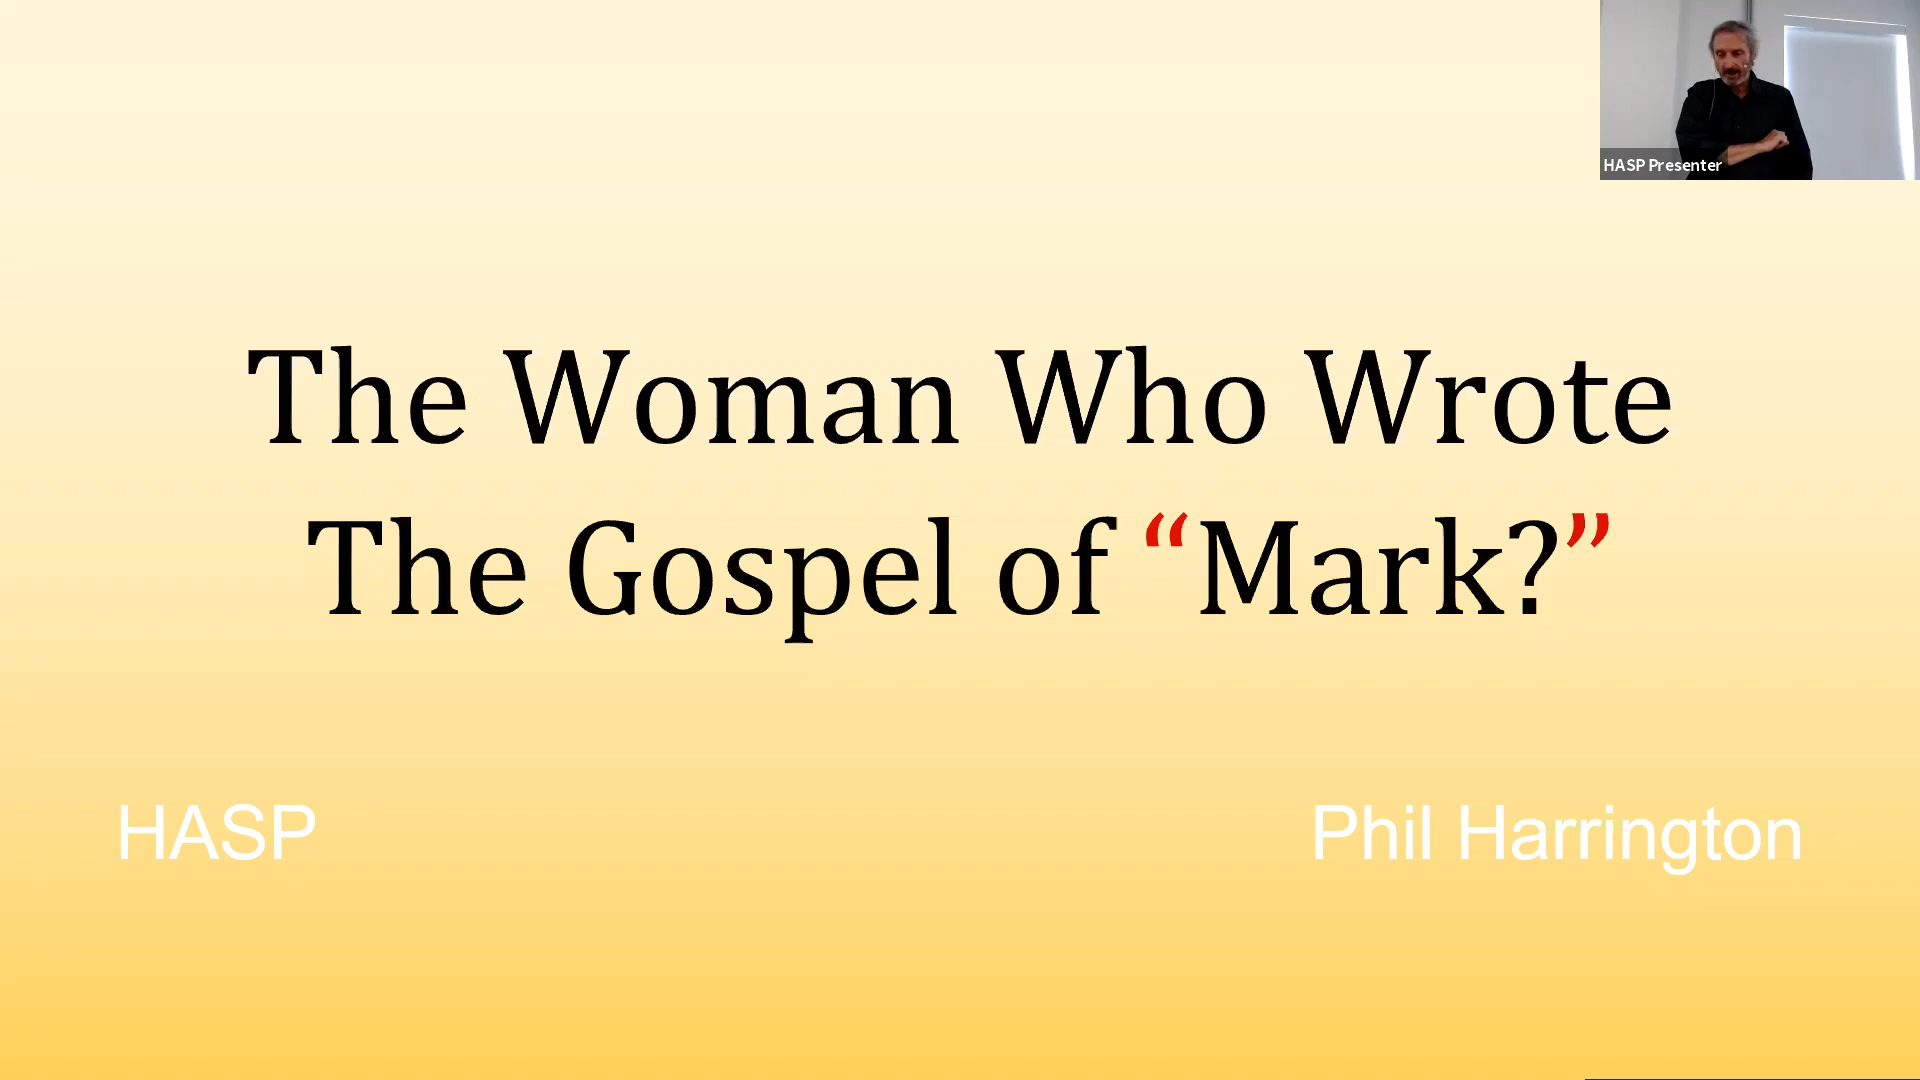 HASP Presenter
The Woman Who Wrote
The Gospel of “Mark?”
HASP
Phil Harrington